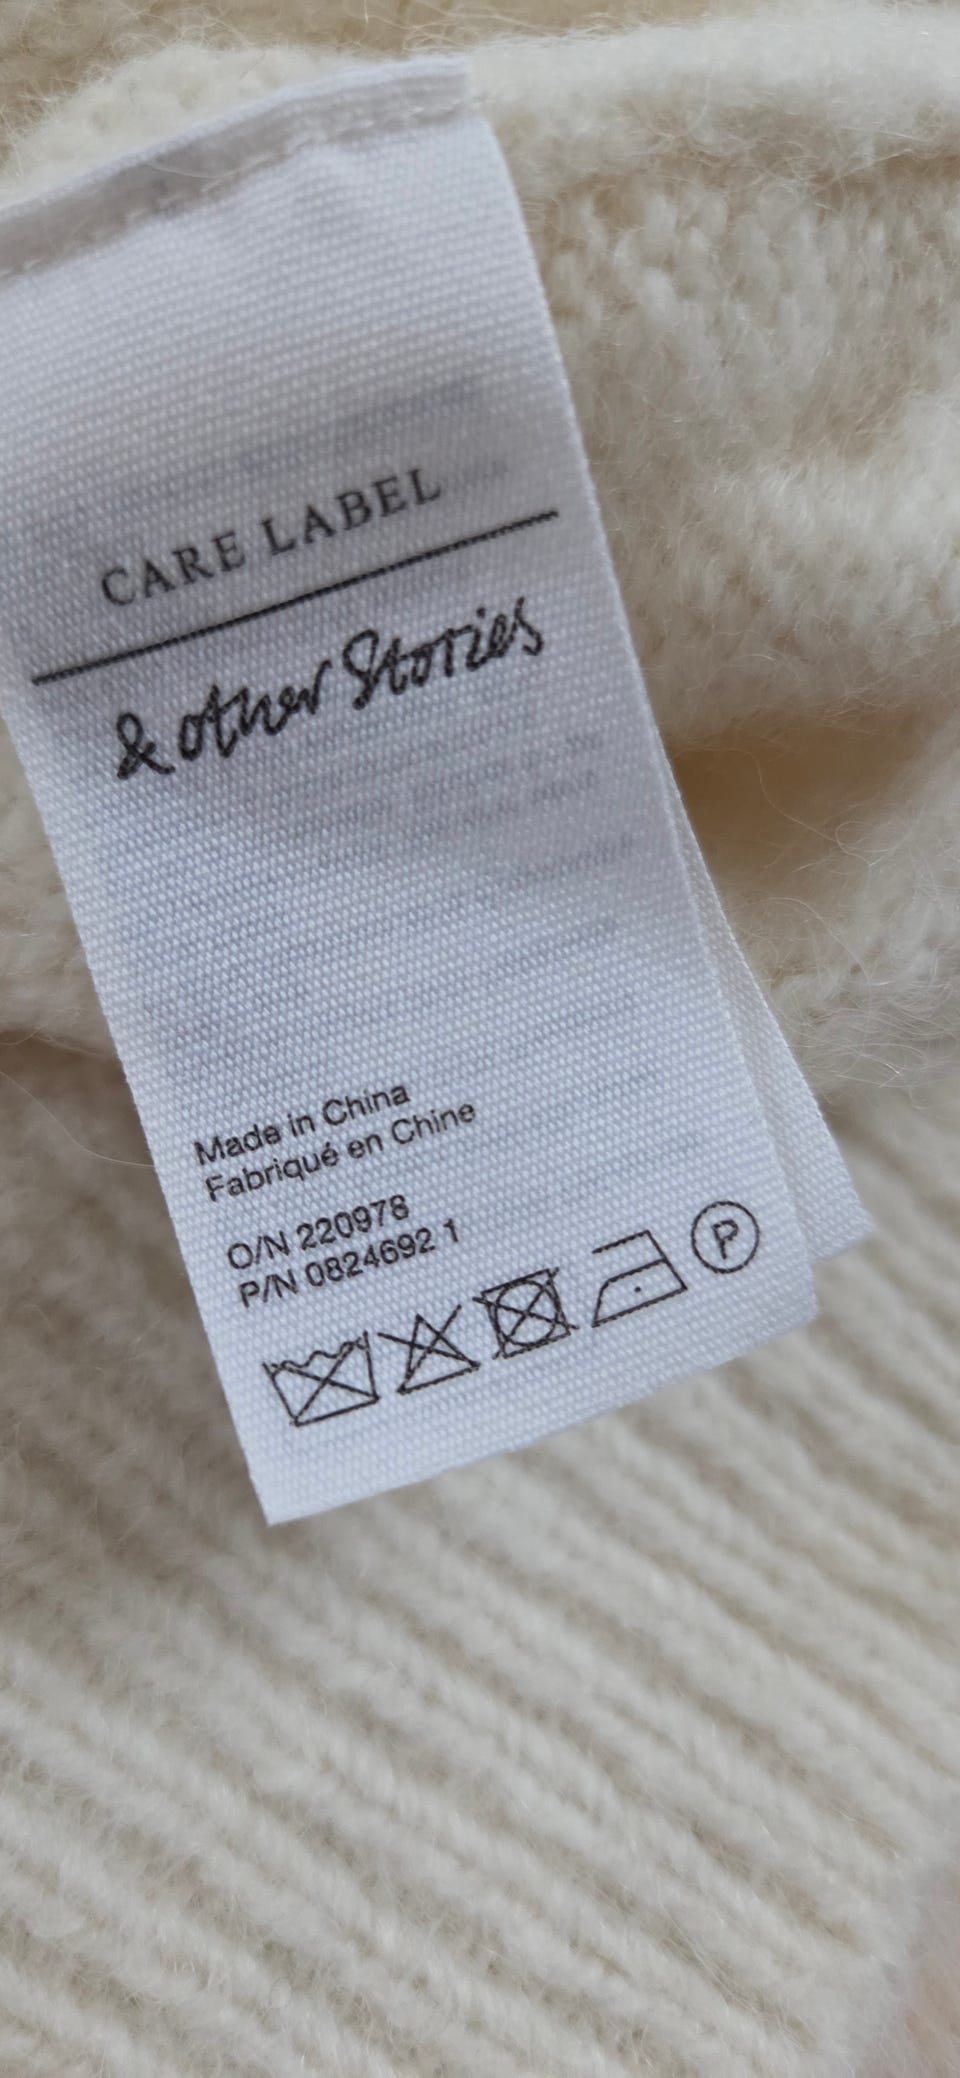 CARE LABEL
& other Stories
Made in China
Fabriqué en Chine
O/N 220978
P/N 0824692 1
P